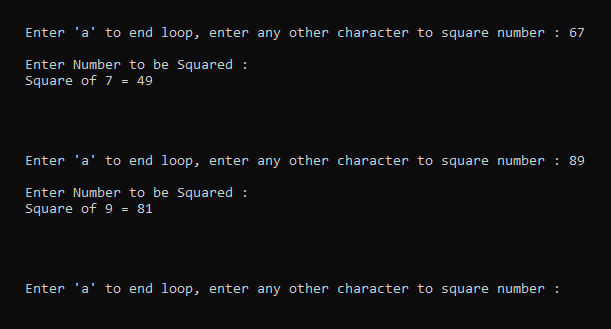 Enter 'a' to end loop, enter any other character to square number : 67
Enter Number to be Squared :
Square of 7 = 49
Enter 'a' to end loop, enter any other character to square number : 89
Enter Number to be Squared :
Square of 9 = 81
Enter 'a' to end loop, enter any other character to square number :